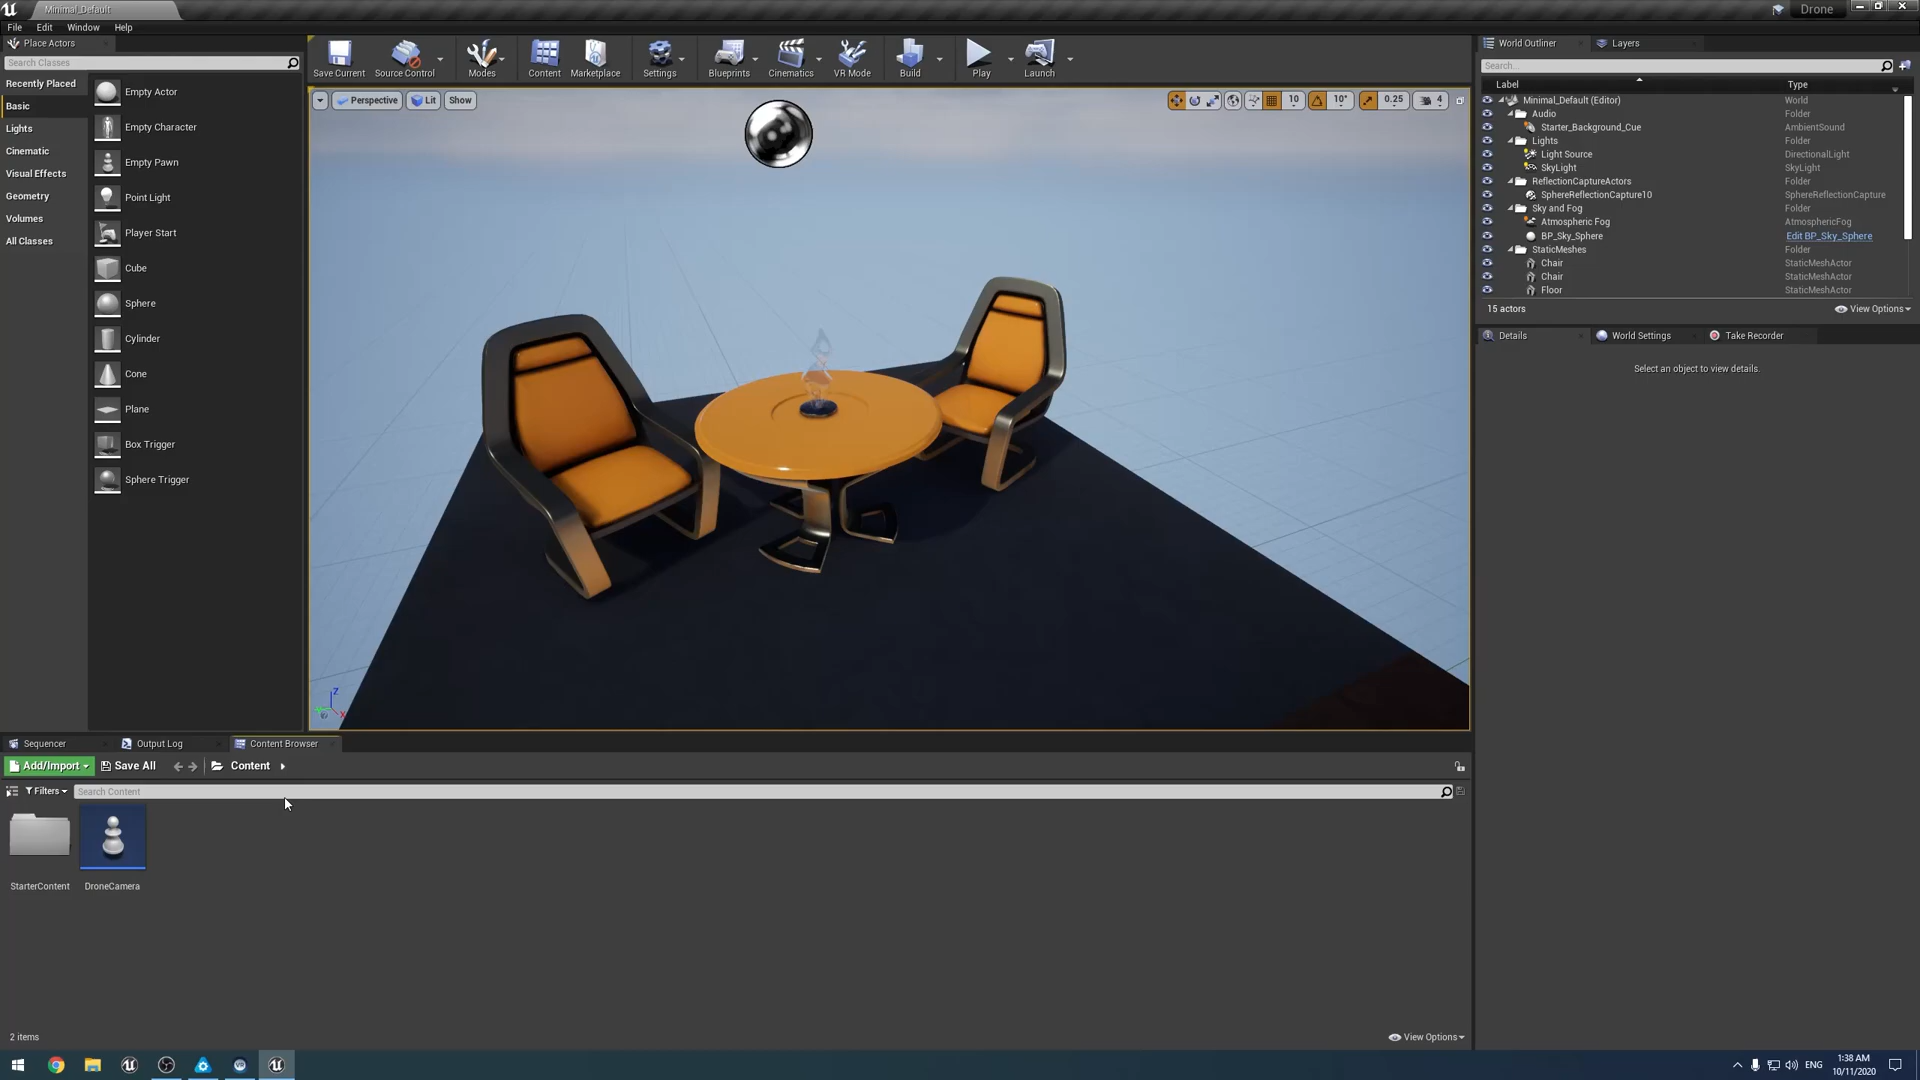 Minimal_Default
Drone
File Edit Window Help
Place Actors
Search Classes
Recently Placed
Basic
Lights
Cinematic
Visual Effects
Geometry
Volumes
All Classes
Empty Actor
Empty Character
Empty Pawn
Point Light
Player Start
Cube
Sphere
Cylinder
Cone
Plane
Box Trigger
Sphere Trigger
Save Current Source Control Modes Content Marketplace Settings Blueprints Cinematics VR Mode Build Play Launch
Perspective Lit Show 10 10° 0.25 4
Z
X
World Outliner Layers
Search...
Label Type
Minimal_Default (Editor) World
Audio Folder
Starter_Background_Cue AmbientSound
Lights Folder
Light Source DirectionalLight
SkyLight SkyLight
ReflectionCaptureActors Folder
SphereReflectionCapture10 SphereReflectionCapture
Sky and Fog Folder
Atmospheric Fog AtmosphericFog
BP_Sky_Sphere Edit BP_Sky_Sphere
StaticMeshes Folder
Chair StaticMeshActor
Chair StaticMeshActor
Floor StaticMeshActor
15 actors View Options
Details World Settings Take Recorder
Select an object to view details.
Sequencer Output Log Content Browser
Add/Import Save All Content
Filters Search Content
StarterContent DroneCamera
2 items View Options
ENG
1:38 AM
10/11/2020